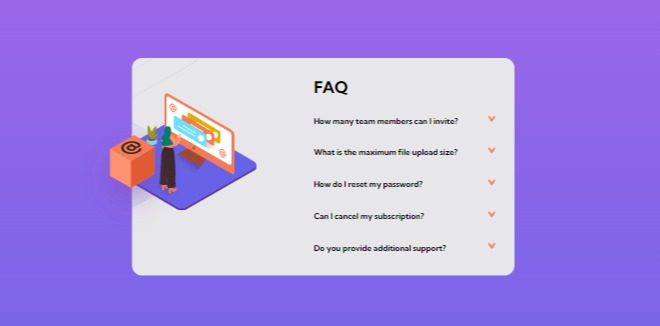 FAQ
How many team members can I invite?
What is the maximum file upload size?
How do I reset my password?
Can I cancel my subscription?
Do you provide additional support?